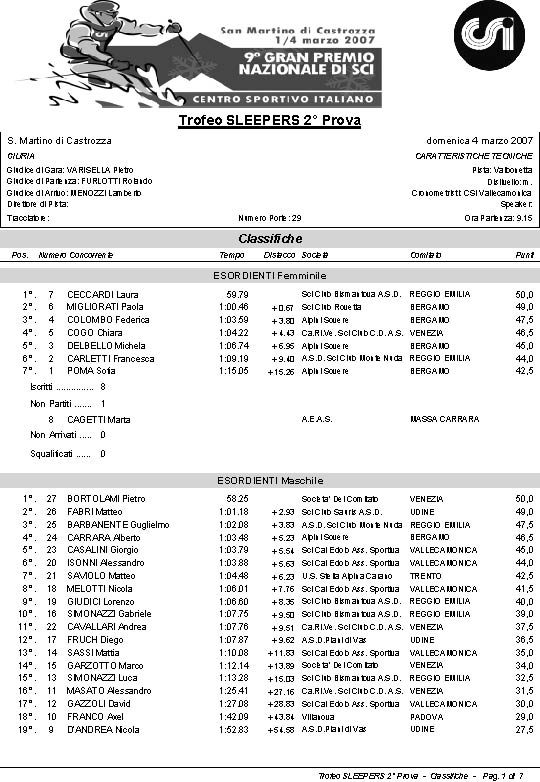 San Martino di Castrozza
1/4 marzo 2007
9° GRAN PREMIO
NAZIONALE DI SCI
CENTRO SPORTIVO ITALIANO
CSI
Trofeo SLEEPERS 2° Prova
S. Martino di Castrozza domenica 4 marzo 2007
GIURIA CARATTERISTICHE TECNICHE
Giudice di Gara: VARISELLA Pietro Pista: Valbonetta
Giudice di Partenza: FURLOTTI Rolando Dislivello: m.
Giudice di Arrivo: MENOZZI Lamberto Cronometristi: CSI Vallecamonica
Direttore di Pista: Speaker:
Tracciatore: Numero Porte: 29 Ora Partenza: 9.15
Classifiche
Pos. Numero Concorrente Tempo Distacco Società Comitato Punti
ESORDIENTI Femminile
1°. 7 CECCARDI Laura 59.79 Sci Club Bismantova A.S.D. REGGIO EMILIA 50,0
2°. 6 MIGLIORATI Paola 1:00.46 +0.67 Sci Club Rovetta BERGAMO 49,0
3°. 4 COLOMBO Federica 1:03.59 +3.80 Alpini Sovere BERGAMO 47,5
4°. 5 COGO Chiara 1:04.22 +4.43 Ca.Ri.Ve. Sci Club C.D.A.S. VENEZIA 46,5
5°. 3 DELBELLO Michela 1:06.74 +6.95 Alpini Sovere BERGAMO 45,0
6°. 2 CARLETTI Francesca 1:09.19 +9.40 A.S.D. Sci Club Monte Nuda REGGIO EMILIA 44,0
7°. 1 POMA Sofia 1:15.05 +15.26 Alpini Sovere BERGAMO 42,5
Iscritti ............... 8
Non Partiti ....... 1
8 CAGETTI Marta A.E.A.S. MASSA CARRARA
Non Arrivati ..... 0
Squalificati ...... 0
ESORDIENTI Maschile
1°. 27 BORTOLAMI Pietro 58.25 Societa' Del Comitato VENEZIA 50,0
2°. 26 FABRI Matteo 1:01.18 +2.93 Sci Club Sauris A.S.D. UDINE 49,0
3°. 25 BARBANENTE Guglielmo 1:02.08 +3.83 A.S.D. Sci Club Monte Nuda REGGIO EMILIA 47,5
4°. 24 CARRARA Alberto 1:03.48 +5.23 Alpini Sovere BERGAMO 46,5
5°. 23 CASALINI Giorgio 1:03.79 +5.54 Sci Cai Edolo Ass. Sportiva VALLECAMONICA 45,0
6°. 20 ISONNI Alessandro 1:03.88 +5.63 Sci Cai Edolo Ass. Sportiva VALLECAMONICA 44,0
7°. 21 SAVIOLO Matteo 1:04.48 +6.23 U.S. Stella Alpina Cairano TRENTO 42,5
8°. 18 MELOTTI Nicola 1:06.01 +7.76 Sci Cai Edolo Ass. Sportiva VALLECAMONICA 41,5
9°. 19 GIUDICI Lorenzo 1:06.60 +8.35 Sci Club Bismantova A.S.D. REGGIO EMILIA 40,0
10°. 16 SIMONAZZI Gabriele 1:07.75 +9.50 Sci Club Bismantova A.S.D. REGGIO EMILIA 39,0
11°. 22 CAVALLARI Andrea 1:07.76 +9.51 Ca.Ri.Ve. Sci Club C.D.A.S. VENEZIA 37,5
12°. 17 FRUCH Diego 1:07.87 +9.62 A.S.D. Piani di Vas UDINE 36,5
13°. 14 SASSI Mattia 1:10.08 +11.83 Sci Cai Edolo Ass. Sportiva VALLECAMONICA 35,0
14°. 15 GARZOTTO Marco 1:12.14 +13.89 Societa' Del Comitato VENEZIA 34,0
15°. 13 SIMONAZZI Luca 1:13.28 +15.03 Sci Club Bismantova A.S.D. REGGIO EMILIA 32,5
16°. 11 MASATO Alessandro 1:25.41 +27.16 Ca.Ri.Ve. Sci Club C.D.A.S. VENEZIA 31,5
17°. 12 GAZZOLI David 1:27.08 +28.83 Sci Cai Edolo Ass. Sportiva VALLECAMONICA 30,0
18°. 10 FRANCO Axel 1:42.09 +43.84 Villanova PADOVA 29,0
19°. 9 D'ANDREA Nicola 1:52.83 +54.58 A.S.D. Piani di Vas UDINE 27,5
Trofeo SLEEPERS 2° Prova - Classifiche - Pag. 1 di 7